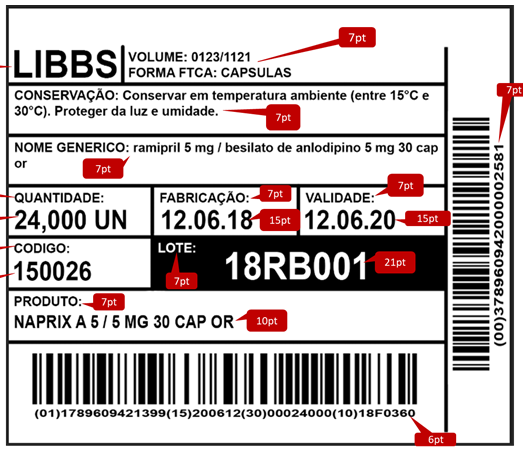 LIBBS
VOLUME: 0123/1121
7pt
FORMA FTCA: CAPSULAS
CONSERVAÇÃO: Conservar em temperatura ambiente (entre 15°C e
30°C). Proteger da luz e umidade.
7pt
NOME GENERICO: ramipril 5 mg / besilato de anlodipino 5 mg 30 cap
or
7pt
QUANTIDADE:
24,000 UN
FABRICAÇÃO:
7pt
12.06.18
15pt
VALIDADE:
7pt
12.06.20
15pt
CODIGO:
150026
LOTE:
7pt
18RB001
21pt
PRODUTO:
7pt
NAPRIX A 5 / 5 MG 30 CAP OR
10pt
(01)1789609421399(15)200612(30)00024000(10)18F0360
6pt
7pt
(00)378960942000002581